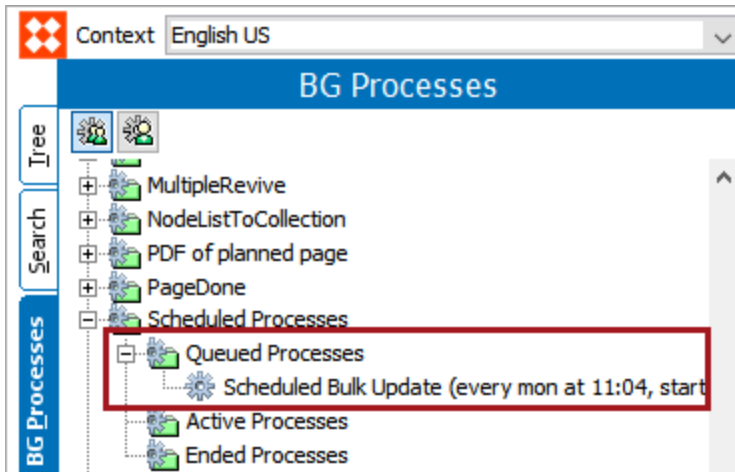 Context English US
BG Processes
Tree
Search
BG Processes
MultipleRevive
NodeListToCollection
PDF of planned page
PageDone
Scheduled Processes
Queued Processes
Scheduled Bulk Update (every mon at 11:04, start
Active Processes
Ended Processes